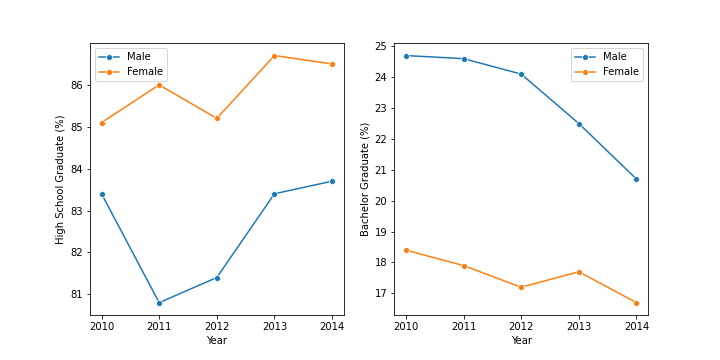 Male
Female
86
85
84
83
82
81
High School Graduate (%)
2010 2011 2012 2013 2014
Year
Male
Female
25
24
23
22
21
20
19
18
17
Bachelor Graduate (%)
2010 2011 2012 2013 2014
Year